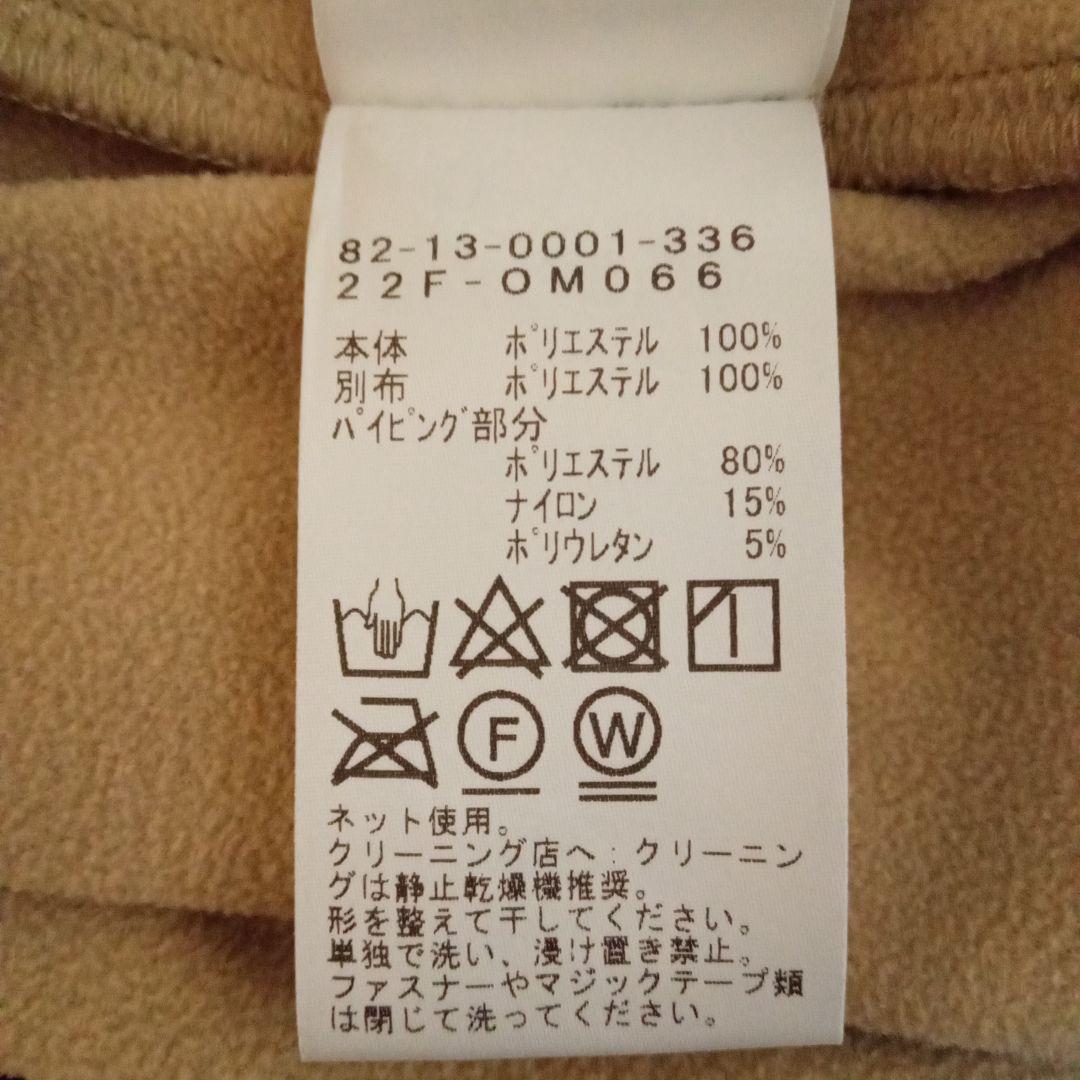 82-13-0001-336
22F-OM066
本体 ポリエステル 100%
別布 ポリエステル 100%
パイピング部分
ポリエステル 80%
ナイロン 15%
ポリウレタン 5%
F W
ネット使用。
クリーニング店へ：クリーニン
グは静止乾燥機推奨。
形を整えて干してください。
単独で洗い、浸け置き禁止。
ファスナーやマジックテープ類
は閉じて洗ってください。